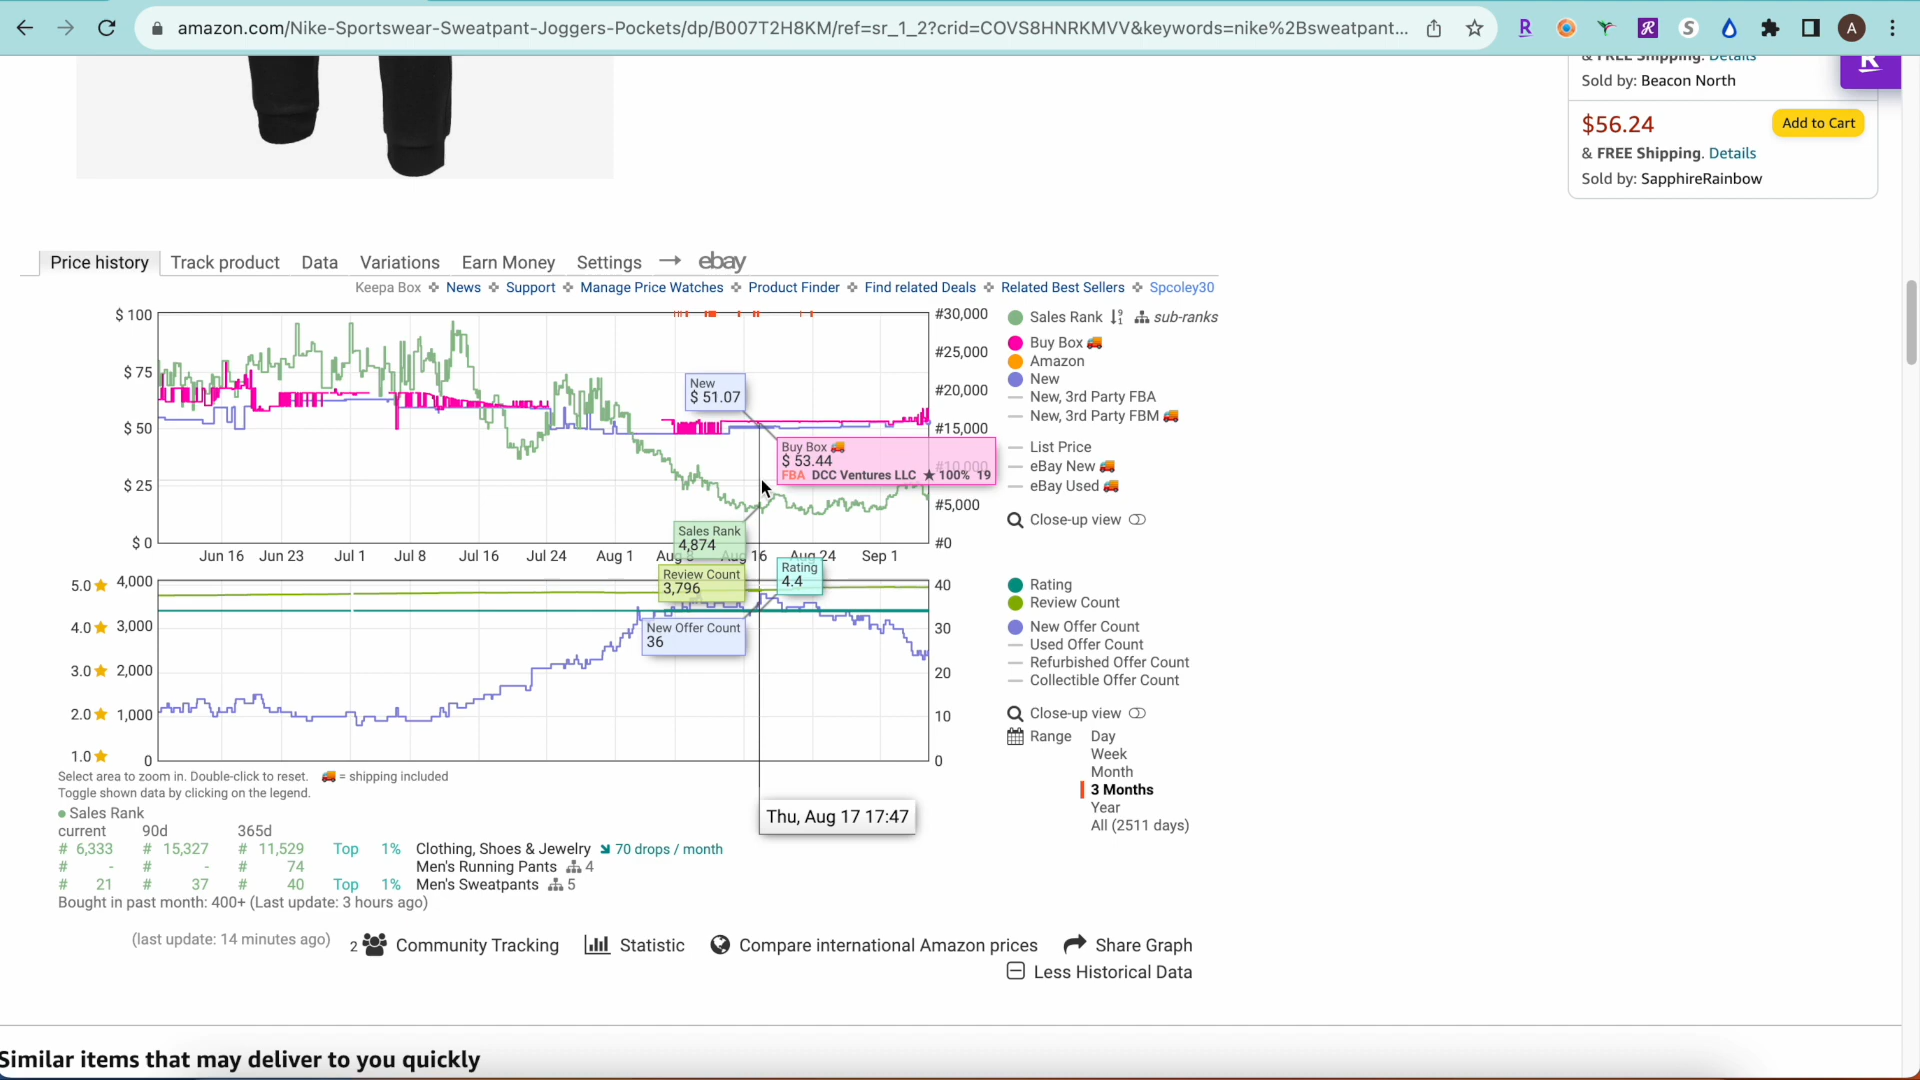 amazon.com/Nike-Sportswear-Sweatpant-Joggers-Pockets/dp/B007T2H8KM/ref=sr_1_2?crid=COVS8HNRKMVV&keywords=nike%2Bsweatpant...
R
R
S
A
& FREE Shipping. Details
Sold by: Beacon North
R
$56.24
Add to Cart
& FREE Shipping. Details
Sold by: SapphireRainbow
Price history Track product Data Variations Earn Money Settings → ebay
Keepa Box News Support Manage Price Watches Product Finder Find related Deals Related Best Sellers Spcoley30
$ 100
$ 75
$ 50
$ 25
$ 0
#30,000
#25,000
#20,000
#15,000
#10,000
#5,000
#0
New
$ 51.07
Buy Box
$ 53.44
FBA DCC Ventures LLC ★ 100% 19
Sales Rank
4,874
Jun 16 Jun 23 Jul 1 Jul 8 Jul 16 Jul 24 Aug 1 Aug 8 Aug 16 Aug 24 Sep 1
Sales Rank sub-ranks
Buy Box
Amazon
New
New, 3rd Party FBA
New, 3rd Party FBM
List Price
eBay New
eBay Used
Close-up view
5.0 4,000
4.0 3,000
3.0 2,000
2.0 1,000
1.0 0
40
30
20
10
0
Review Count
3,796
Rating
4.4
New Offer Count
36
Rating
Review Count
New Offer Count
Used Offer Count
Refurbished Offer Count
Collectible Offer Count
Close-up view
Range Day
Week
Month
3 Months
Year
All (2511 days)
Thu, Aug 17 17:47
Select area to zoom in. Double-click to reset. = shipping included
Toggle shown data by clicking on the legend.
Sales Rank
current 90d 365d
# 6,333 # 15,327 # 11,529 Top 1% Clothing, Shoes & Jewelry 70 drops / month
# - # - # 74 Men's Running Pants 4
# 21 # 37 # 40 Top 1% Men's Sweatpants 5
Bought in past month: 400+ (Last update: 3 hours ago)
(last update: 14 minutes ago) 2 Community Tracking Statistic Compare international Amazon prices Share Graph
Less Historical Data
Similar items that may deliver to you quickly